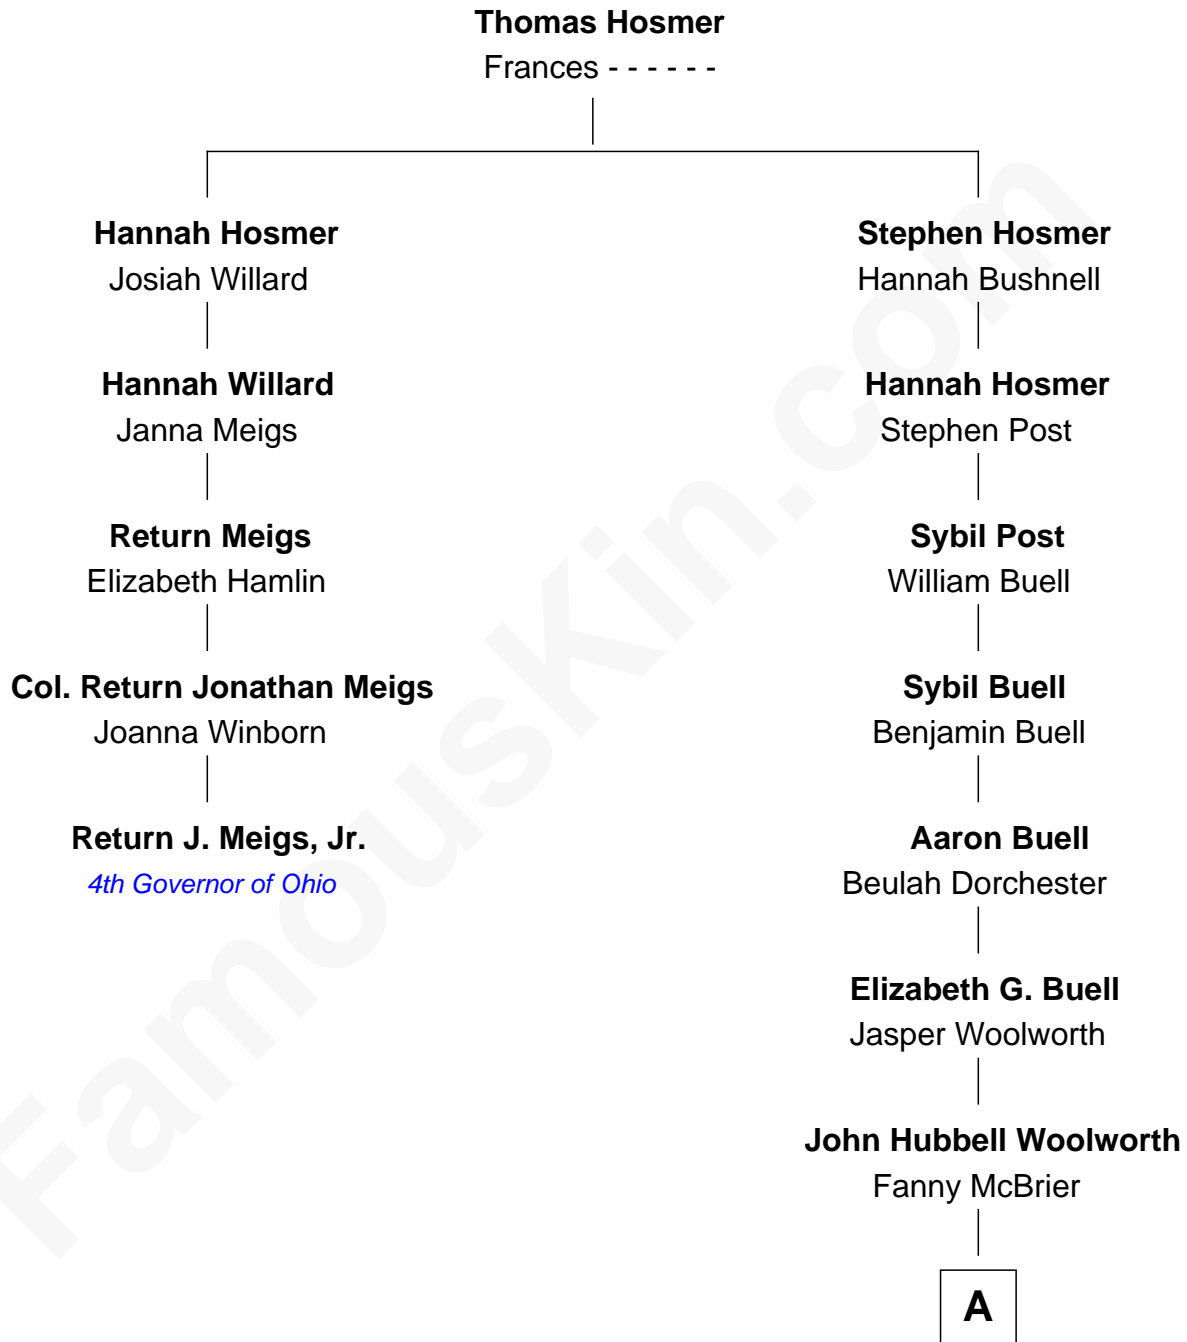 Thomas Hosmer
Frances - - - - - -
Hannah Hosmer
Josiah Willard
Stephen Hosmer
Hannah Bushnell
Hannah Willard
Janna Meigs
Hannah Hosmer
Stephen Post
Return Meigs
Elizabeth Hamlin
Sybil Post
William Buell
Col. Return Jonathan Meigs
Joanna Winborn
Sybil Buell
Benjamin Buell
Return J. Meigs, Jr.
4th Governor of Ohio
Aaron Buell
Beulah Dorchester
Elizabeth G. Buell
Jasper Woolworth
John Hubbell Woolworth
Fanny McBrier
A
FamousKin.com